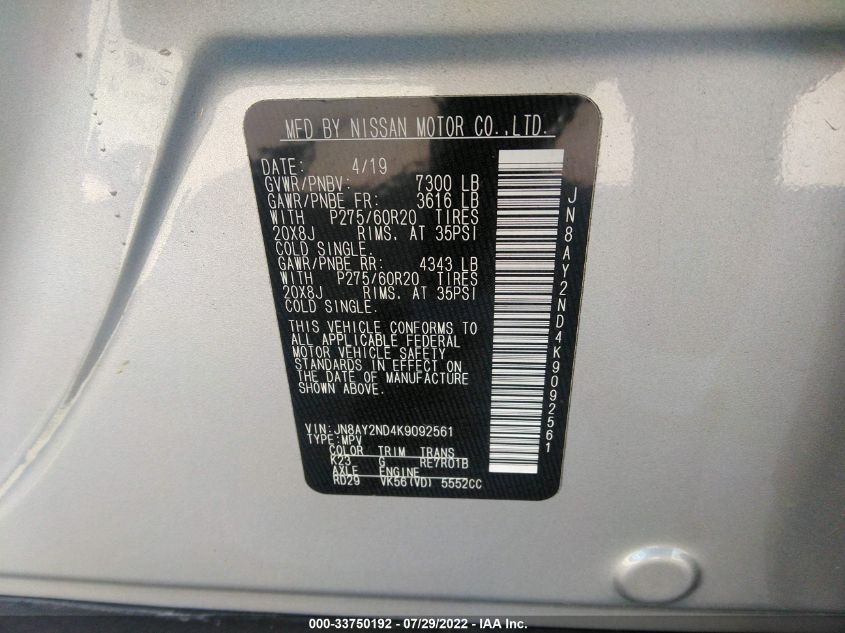 MFD BY NISSAN MOTOR CO.,LTD.
DATE: 4/19
GVWR/PNBV: 7300 LB
GAWR/PNBE FR: 3616 LB
WITH P275/60R20 TIRES
20X8J RIMS, AT 35PSI
COLD SINGLE.
GAWR/PNBE RR: 4343 LB
WITH P275/60R20 TIRES
20X8J RIMS, AT 35PSI
COLD SINGLE.
THIS VEHICLE CONFORMS TO
ALL APPLICABLE FEDERAL
MOTOR VEHICLE SAFETY
STANDARDS IN EFFECT ON
THE DATE OF MANUFACTURE
SHOWN ABOVE.
VIN:JN8AY2ND4K9092561
TYPE:MPV
COLOR TRIM TRANS
K23 G RE7R01B
AXLE ENGINE
RD29 VK56(VD) 5552CC
JN8AY2ND4K9092561
000-33750192 - 07/29/2022 - IAA Inc.